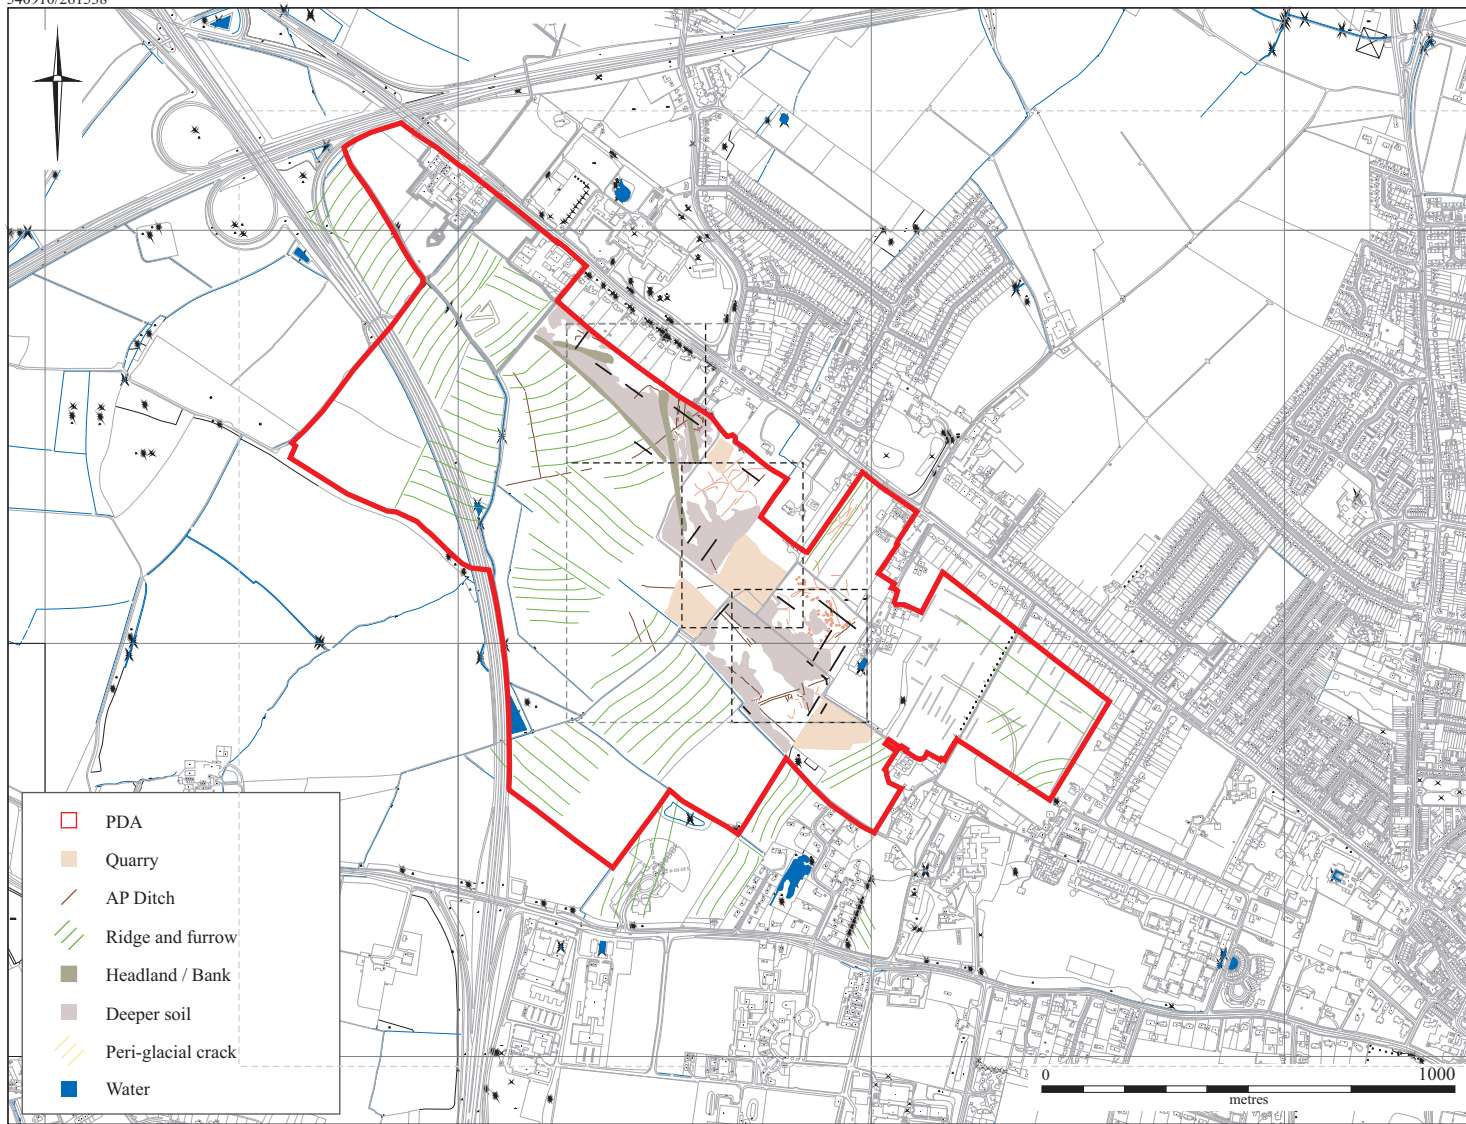 PDA
Quarry
AP Ditch
Ridge and furrow
Headland / Bank
Deeper soil
Peri-glacial crack
Water
0 1000
metres